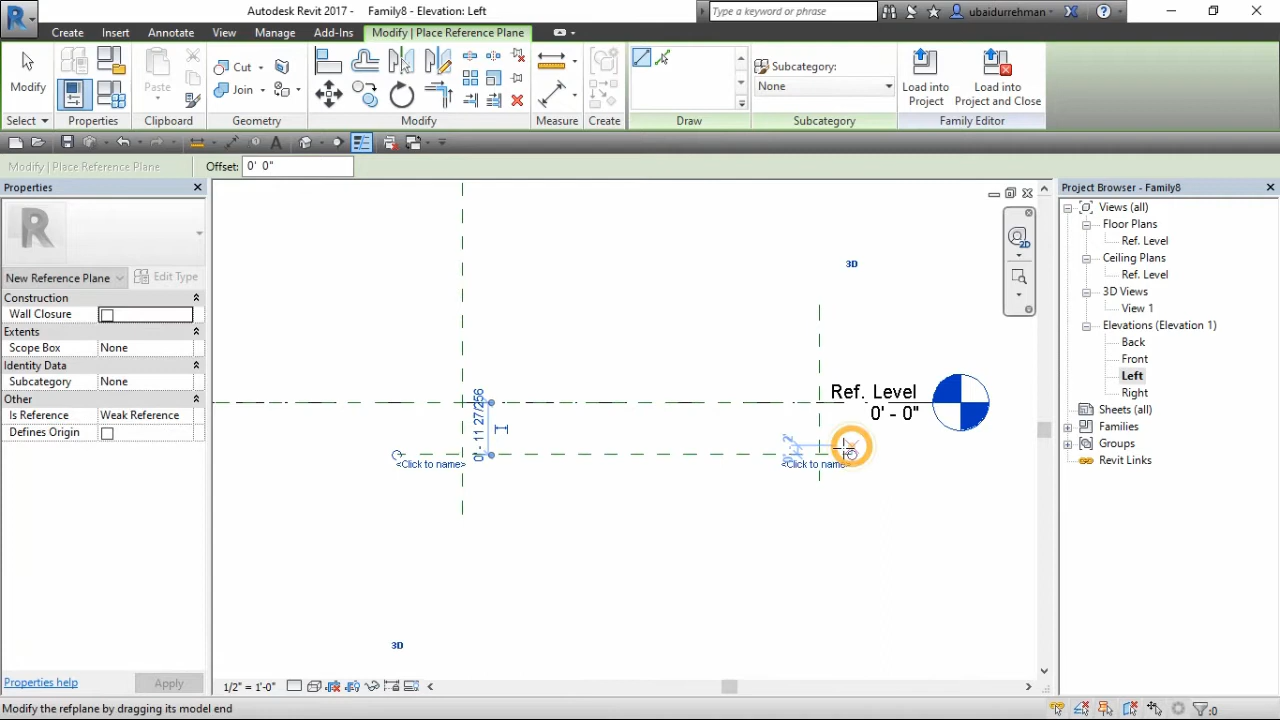 Autodesk Revit 2017 - Family8 - Elevation: Left
Type a keyword or phrase
ubaidurrehman
Create Insert Annotate View Manage Add-Ins Modify | Place Reference Plane
Modify
Paste
Cut
Join
Subcategory:
None
Load into Project
Load into Project and Close
Select Properties Clipboard Geometry Modify Measure Create Draw Subcategory Family Editor
Modify | Place Reference Plane Offset: 0' 0"
Properties
New Reference Plane Edit Type
Construction
Wall Closure
Extents
Scope Box None
Identity Data
Subcategory None
Other
Is Reference Weak Reference
Defines Origin
Properties help Apply
3D
Ref. Level
0' - 0"
0' - 11 27/256
<Click to name>
<Click to name>
3D
2D
1/2" = 1'-0"
Project Browser - Family8
Views (all)
Floor Plans
Ref. Level
Ceiling Plans
Ref. Level
3D Views
View 1
Elevations (Elevation 1)
Back
Front
Left
Right
Sheets (all)
Families
Groups
Revit Links
Modify the refplane by dragging its model end
:0